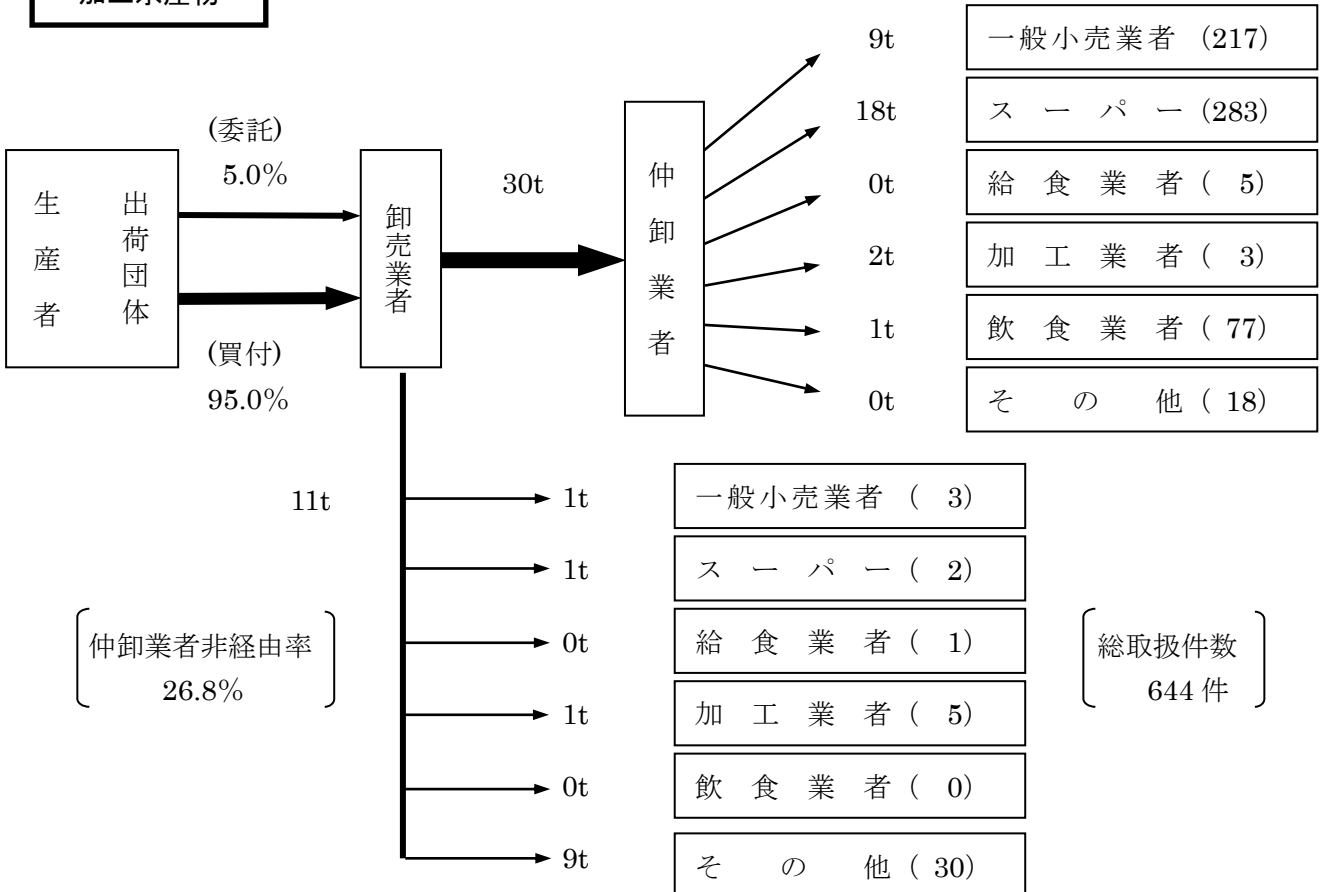 9t 一般小売業者 (217)
18t スーパー (283)
0t 給食業者 ( 5)
2t 加工業者 ( 3)
1t 飲食業者 ( 77)
0t その他 ( 18)
生産者
出荷団体
(委託)
5.0%
(買付)
95.0%
卸売業者
30t
仲卸業者
11t
1t 一般小売業者 ( 3)
1t スーパー ( 2)
0t 給食業者 ( 1)
1t 加工業者 ( 5)
0t 飲食業者 ( 0)
9t その他 ( 30)
仲卸業者非経由率
26.8%
総取扱件数
644 件